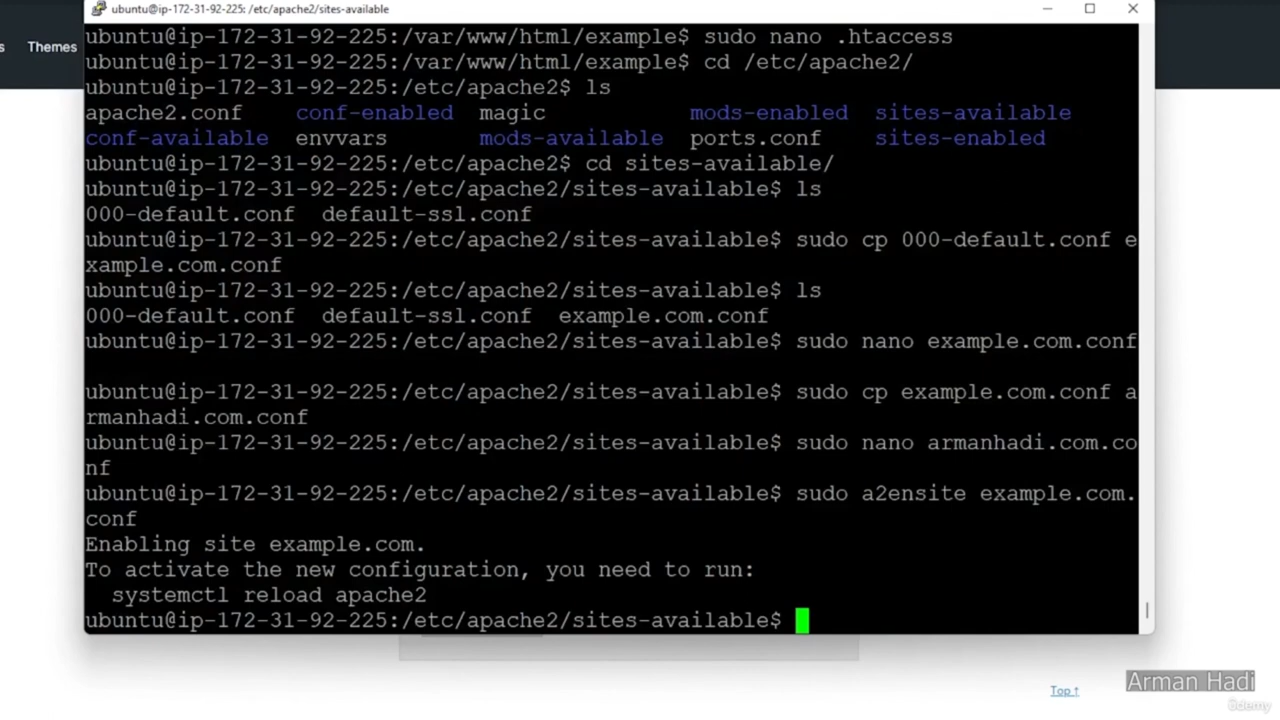 ubuntu@ip-172-31-92-225: /etc/apache2/sites-available
s Themes
ubuntu@ip-172-31-92-225:/var/www/html/example$ sudo nano .htaccess
ubuntu@ip-172-31-92-225:/var/www/html/example$ cd /etc/apache2/
ubuntu@ip-172-31-92-225:/etc/apache2$ ls
apache2.conf conf-enabled magic mods-enabled sites-available
conf-available envvars mods-available ports.conf sites-enabled
ubuntu@ip-172-31-92-225:/etc/apache2$ cd sites-available/
ubuntu@ip-172-31-92-225:/etc/apache2/sites-available$ ls
000-default.conf default-ssl.conf
ubuntu@ip-172-31-92-225:/etc/apache2/sites-available$ sudo cp 000-default.conf e
xample.com.conf
ubuntu@ip-172-31-92-225:/etc/apache2/sites-available$ ls
000-default.conf default-ssl.conf example.com.conf
ubuntu@ip-172-31-92-225:/etc/apache2/sites-available$ sudo nano example.com.conf
ubuntu@ip-172-31-92-225:/etc/apache2/sites-available$ sudo cp example.com.conf a
rmanhadi.com.conf
ubuntu@ip-172-31-92-225:/etc/apache2/sites-available$ sudo nano armanhadi.com.co
nf
ubuntu@ip-172-31-92-225:/etc/apache2/sites-available$ sudo a2ensite example.com.
conf
Enabling site example.com.
To activate the new configuration, you need to run:
systemctl reload apache2
ubuntu@ip-172-31-92-225:/etc/apache2/sites-available$
Top ↑
Arman Hadi
ûdemy